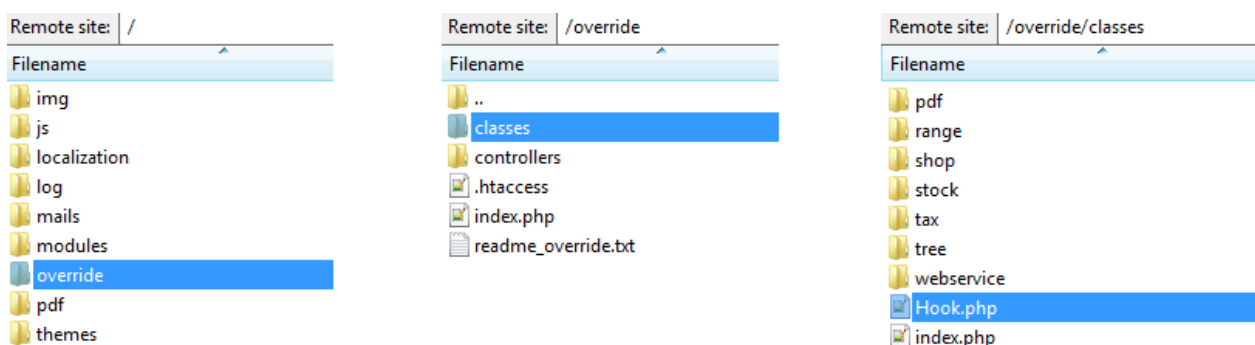 Remote site: /
Filename
img
js
localization
log
mails
modules
override
pdf
themes
Remote site: /override
Filename
..
classes
controllers
.htaccess
index.php
readme_override.txt
Remote site: /override/classes
Filename
pdf
range
shop
stock
tax
tree
webservice
Hook.php
index.php